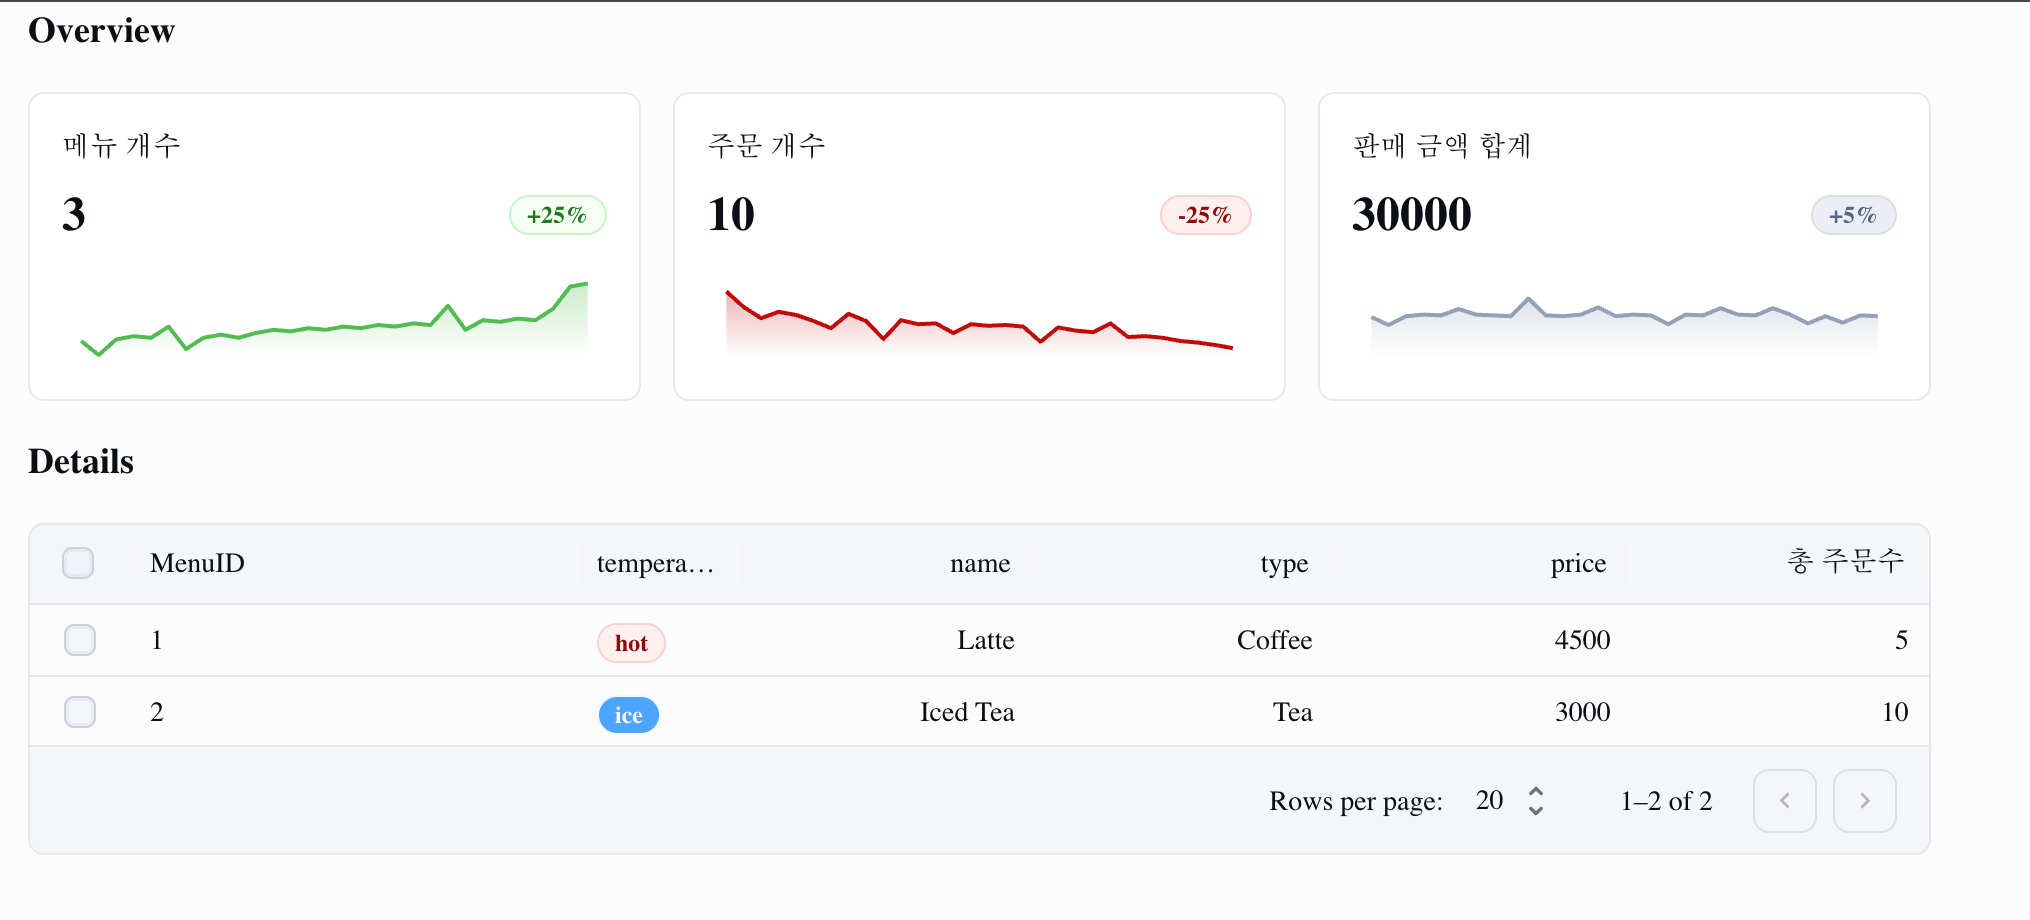 Overview
메뉴 개수
3
+25%
주문 개수
10
-25%
판매 금액 합계
30000
+5%
Details
MenuID tempera… name type price 총 주문수
1 hot Latte Coffee 4500 5
2 ice Iced Tea Tea 3000 10
Rows per page: 20 1–2 of 2